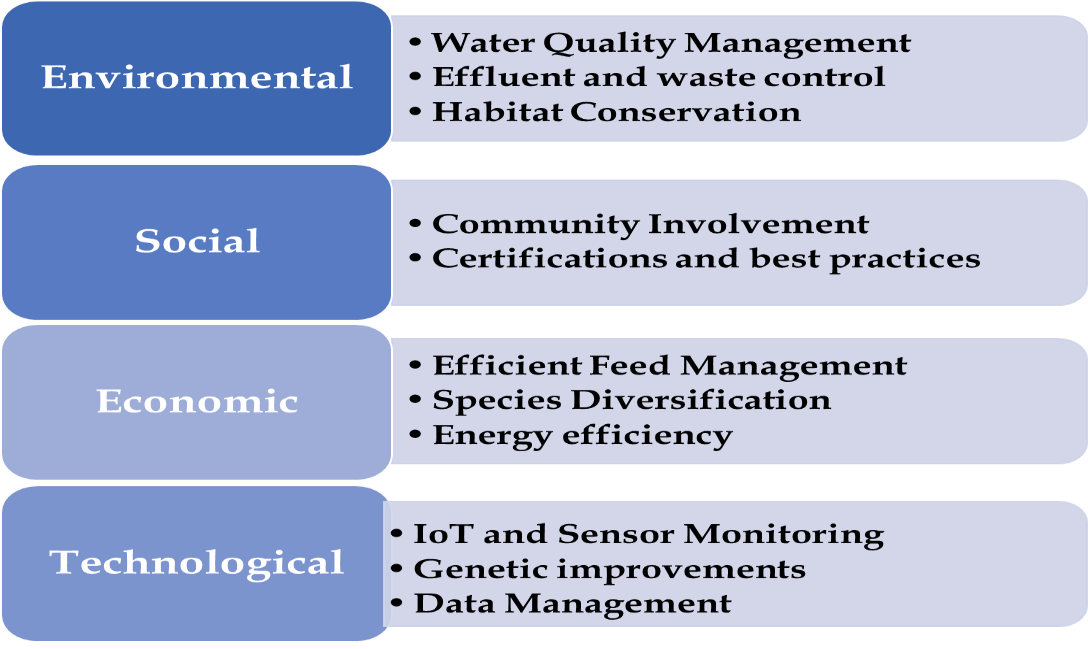 Environmental
• Water Quality Management
• Effluent and waste control
• Habitat Conservation
Social
• Community Involvement
• Certifications and best practices
Economic
• Efficient Feed Management
• Species Diversification
• Energy efficiency
Technological
• IoT and Sensor Monitoring
• Genetic improvements
• Data Management